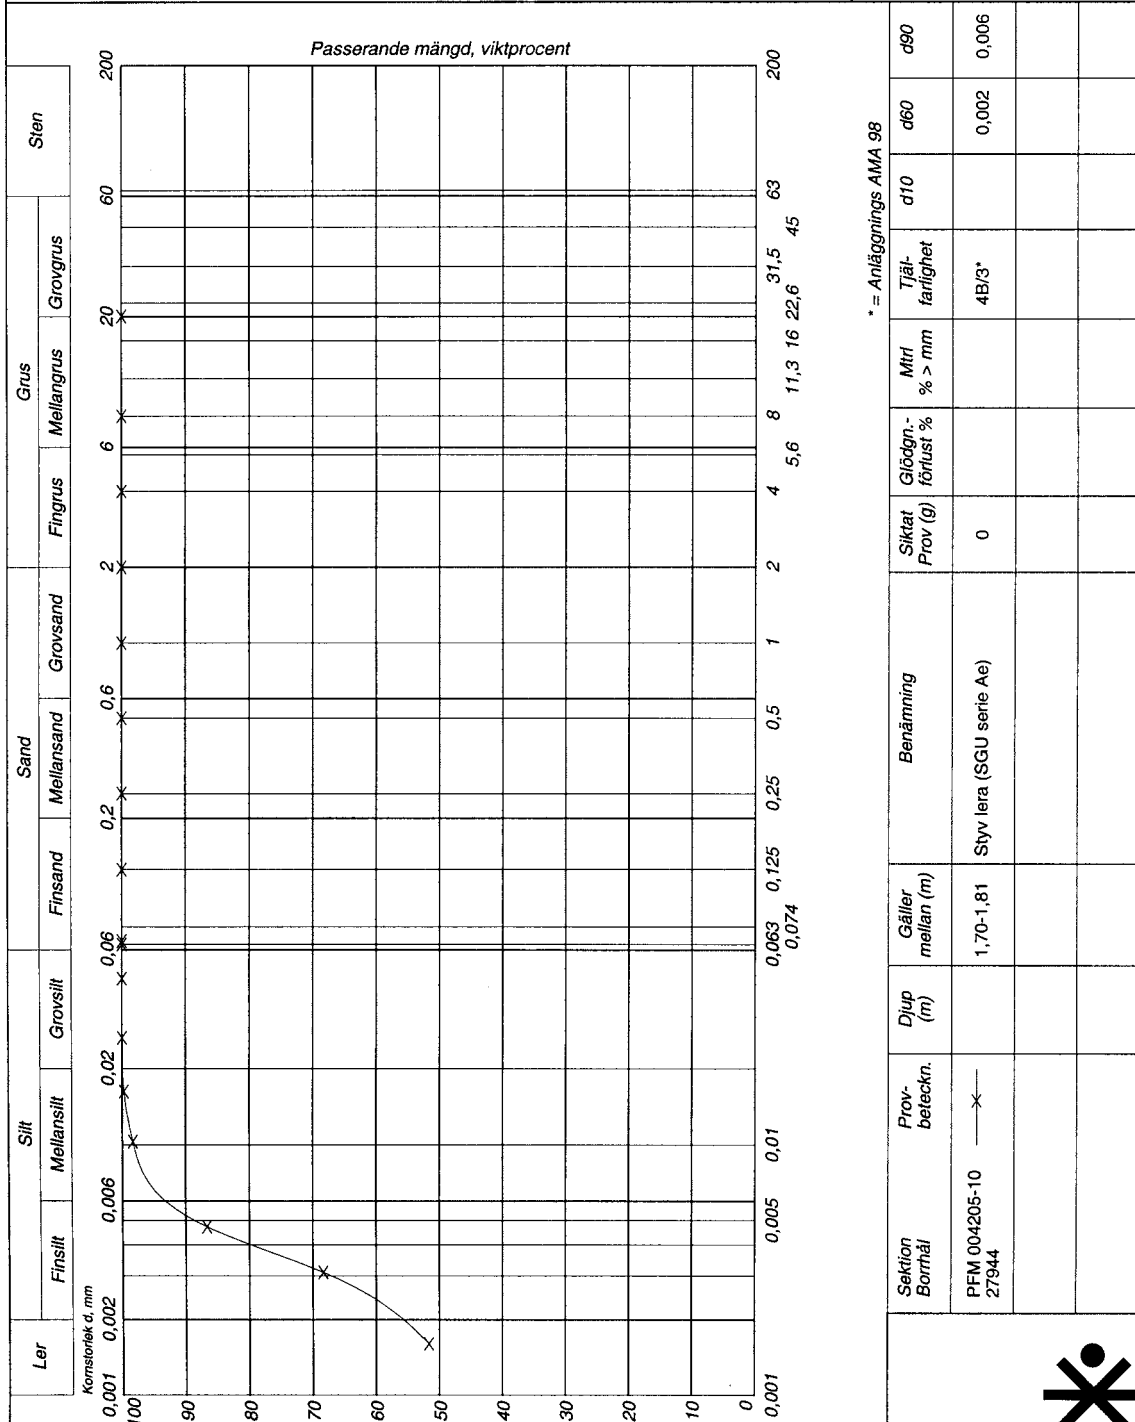 Ler
Silt
Sand
Grus
Sten
Finsilt
Mellansilt
Grovsilt
Finsand
Mellansand
Grovsand
Fingrus
Mellangrus
Grovgrus
Kornstorlek d, mm
0,001
0,002
0,006
0,02
0,06
0,2
0,6
2
6
20
60
200
Passerande mängd, viktprocent
100
90
80
70
60
50
40
30
20
10
0
0,001
0,005
0,01
0,063
0,074
0,125
0,25
0,5
1
2
4
5,6
8
11,3
16
22,6
31,5
45
63
200
* = Anläggnings AMA 98
Sektion
Borrhål
Prov-
beteckn.
Djup
(m)
Gäller
mellan (m)
Benämning
Siktat
Prov (g)
Glödgn.-
förlust %
Mtrl
% > mm
Tjäl-
farlighet
d10
d60
d90
PFM 004205-10
27944
1,70-1,81
Styv lera (SGU serie Ae)
0
4B/3*
0,002
0,006